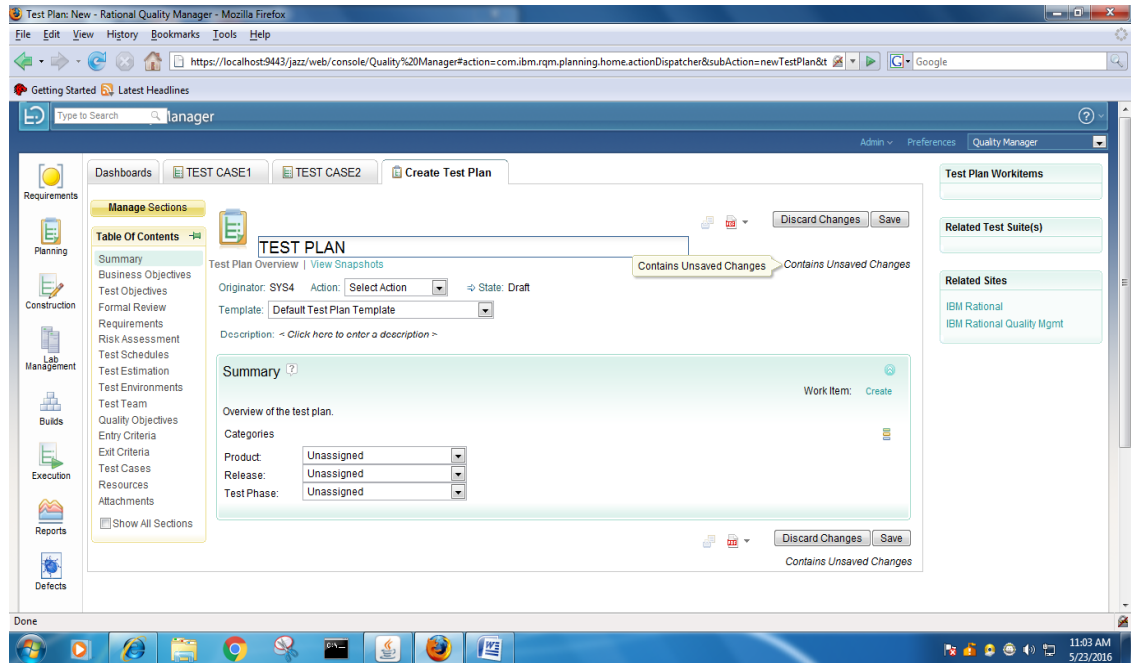 Test Plan: New - Rational Quality Manager - Mozilla Firefox
File Edit View History Bookmarks Tools Help
https://localhost:9443/jazz/web/console/Quality%20Manager#action=com.ibm.rqm.planning.home.actionDispatcher&subAction=newTestPlan&t
G Google
Getting Started Latest Headlines
Type to Search Manager
Admin Preferences Quality Manager
Dashboards TEST CASE1 TEST CASE2 Create Test Plan
Requirements
Planning
Construction
Lab Management
Builds
Execution
Reports
Defects
Manage Sections
Table Of Contents
Summary
Business Objectives
Test Objectives
Formal Review
Requirements
Risk Assessment
Test Schedules
Test Estimation
Test Environments
Test Team
Quality Objectives
Entry Criteria
Exit Criteria
Test Cases
Resources
Attachments
Show All Sections
Discard Changes Save
TEST PLAN
Test Plan Overview | View Snapshots
Contains Unsaved Changes
Contains Unsaved Changes
Originator: SYS4 Action: Select Action State: Draft
Template: Default Test Plan Template
Description: < Click here to enter a description >
Summary ?
Work Item: Create
Overview of the test plan.
Categories
Product: Unassigned
Release: Unassigned
Test Phase: Unassigned
Discard Changes Save
Contains Unsaved Changes
Test Plan Workitems
Related Test Suite(s)
Related Sites
IBM Rational
IBM Rational Quality Mgmt
Done
11:03 AM
5/23/2016